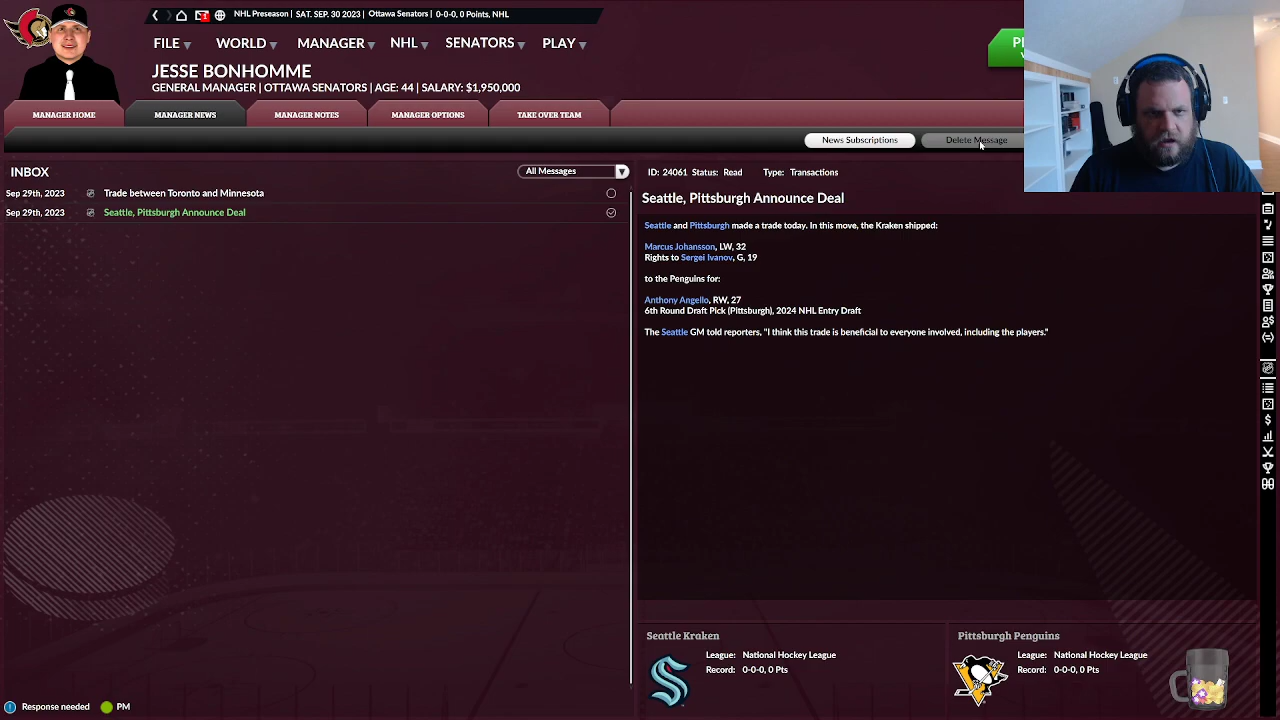 NHL Preseason | SAT. SEP. 30 2023 | Ottawa Senators | 0-0-0, 0 Points, NHL
FILE WORLD MANAGER NHL SENATORS PLAY
JESSE BONHOMME
GENERAL MANAGER | OTTAWA SENATORS | AGE: 44 | SALARY: $1,950,000
MANAGER HOME MANAGER NEWS MANAGER NOTES MANAGER OPTIONS TAKE OVER TEAM
News Subscriptions Delete Message
INBOX All Messages
Sep 29th, 2023 Trade between Toronto and Minnesota
Sep 29th, 2023 Seattle, Pittsburgh Announce Deal
ID: 24061 Status: Read Type: Transactions
Seattle, Pittsburgh Announce Deal
Seattle and Pittsburgh made a trade today. In this move, the Kraken shipped:
Marcus Johansson, LW, 32
Rights to Sergei Ivanov, G, 19
to the Penguins for:
Anthony Angello, RW, 27
6th Round Draft Pick (Pittsburgh), 2024 NHL Entry Draft
The Seattle GM told reporters, "I think this trade is beneficial to everyone involved, including the players."
Seattle Kraken
League: National Hockey League
Record: 0-0-0, 0 Pts
Pittsburgh Penguins
League: National Hockey League
Record: 0-0-0, 0 Pts
Response needed PM